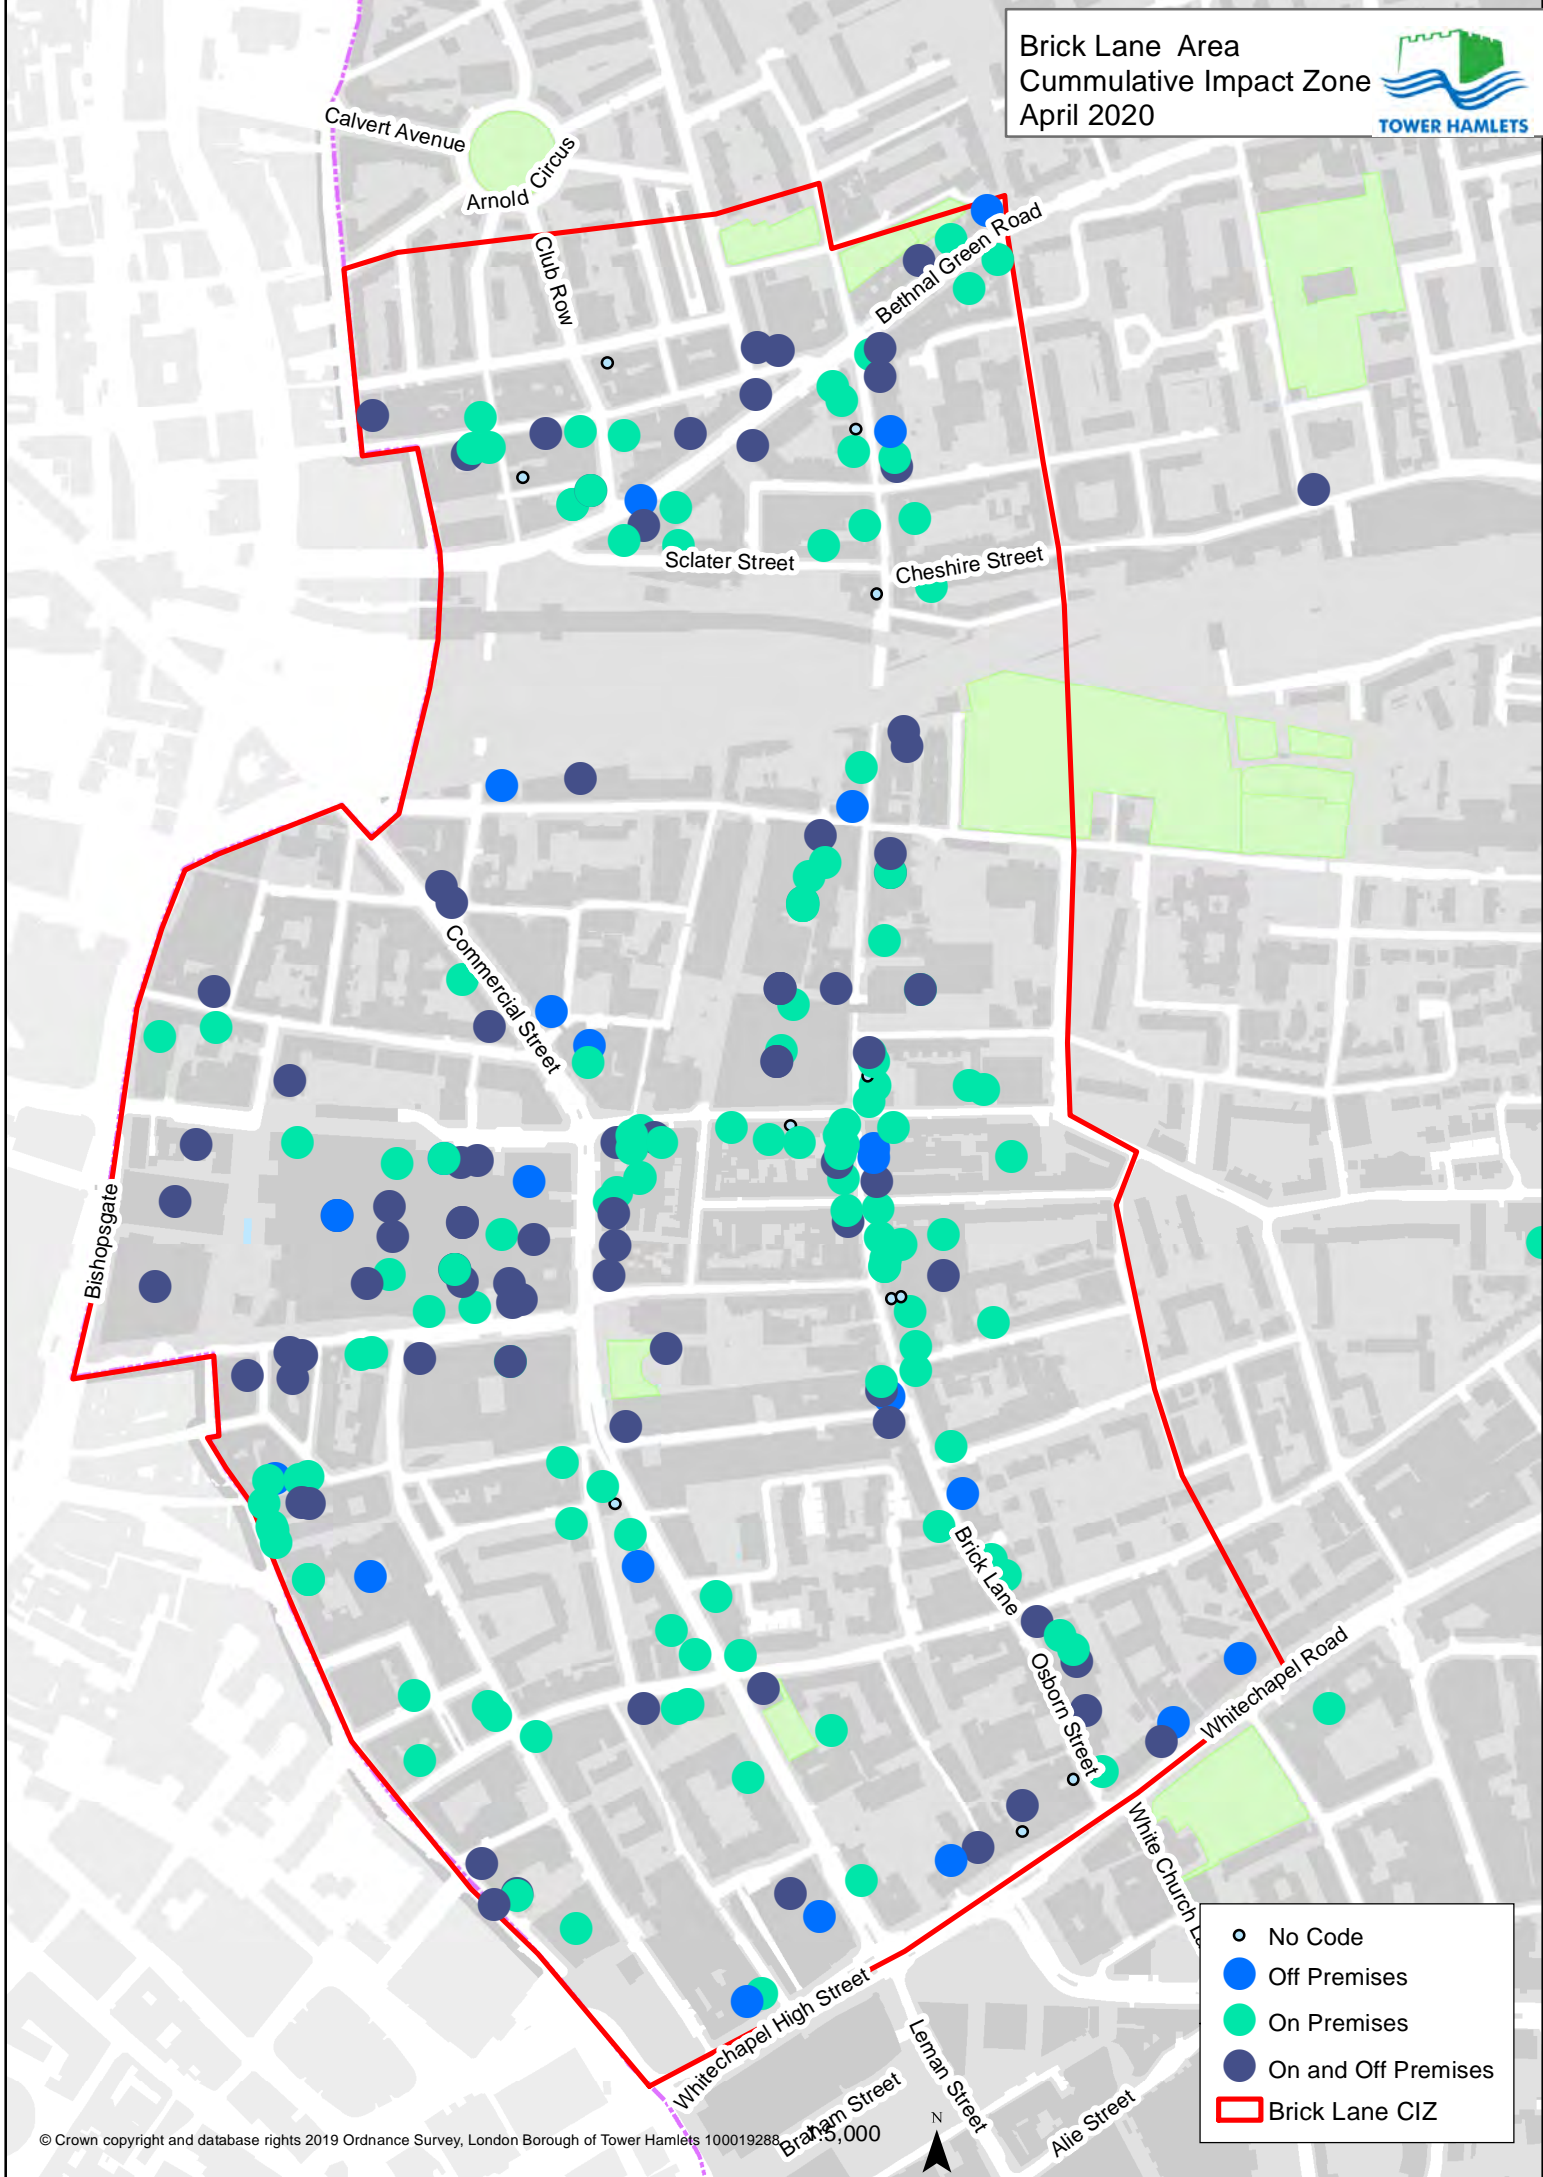 Brick Lane Area
Cummulative Impact Zone
April 2020
TOWER HAMLETS
Calvert Avenue
Arnold Circus
Club Row
Bethnal Green Road
Sclater Street
Cheshire Street
Commercial Street
Bishopsgate
Brick Lane
Osborn Street
Whitechapel Road
White Church
Whitechapel High Street
Leman Street
Braham Street
Alie Street
No Code
Off Premises
On Premises
On and Off Premises
Brick Lane CIZ
© Crown copyright and database rights 2019 Ordnance Survey, London Borough of Tower Hamlets 100019288
5,000
N